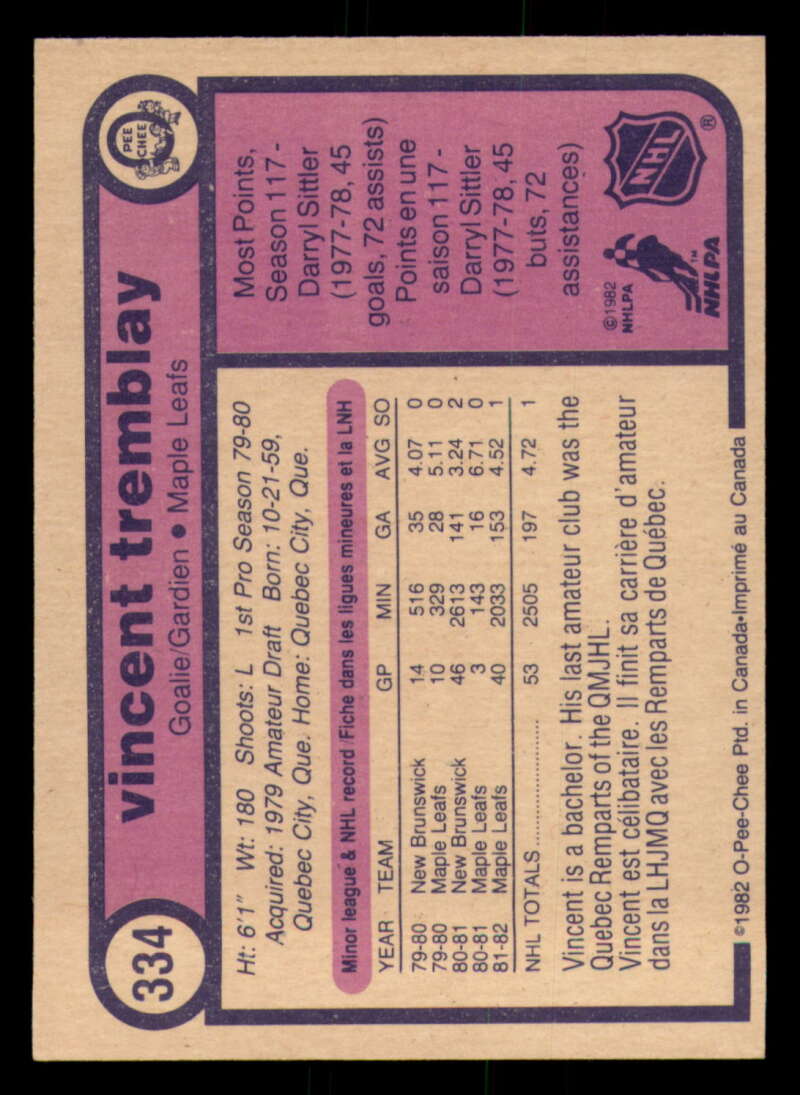 334
vincent tremblay
Goalie/Gardien ● Maple Leafs
O
PEE
CHEE
Ht: 6'1" Wt: 180 Shoots: L 1st Pro Season 79-80
Acquired: 1979 Amateur Draft Born: 10-21-59,
Quebec City, Que. Home: Quebec City, Que.
Minor league & NHL record/Fiche dans les ligues mineures et la LNH
YEAR TEAM GP MIN GA AVG SO
79-80 New Brunswick 14 516 35 4.07 0
79-80 Maple Leafs 10 329 28 5.11 0
80-81 New Brunswick 46 2613 141 3.24 2
80-81 Maple Leafs 3 143 16 6.71 0
81-82 Maple Leafs 40 2033 153 4.52 1
NHL TOTALS .................... 53 2505 197 4.72 1
Vincent is a bachelor. His last amateur club was the
Quebec Remparts of the QMJHL.
Vincent est célibataire. Il finit sa carrière d'amateur
dans la LHJMQ avec les Remparts de Québec.
Most Points,
Season 117 -
Darryl Sittler
(1977-78, 45
goals, 72 assists)
Points en une
saison 117 -
Darryl Sittler
(1977-78, 45
buts, 72
assistances)
©1982
NHLPA
NHLPA™
NHL ®
©1982 O-Pee-Chee Ptd. in Canada•Imprimé au Canada